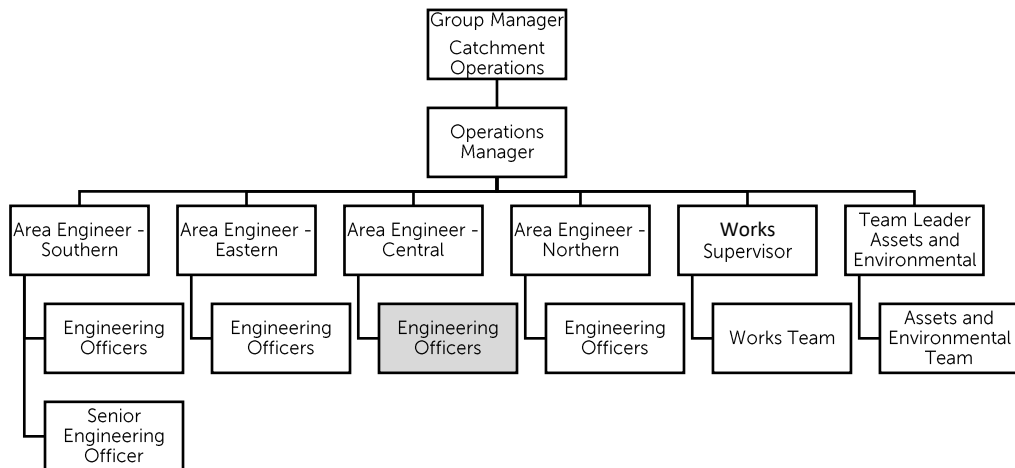 Group Manager
Catchment
Operations
Operations
Manager
Area Engineer -
Southern
Area Engineer -
Eastern
Area Engineer -
Central
Area Engineer -
Northern
Works
Supervisor
Team Leader
Assets and
Environmental
Engineering
Officers
Engineering
Officers
Engineering
Officers
Engineering
Officers
Works Team
Assets and
Environmental
Team
Senior
Engineering
Officer